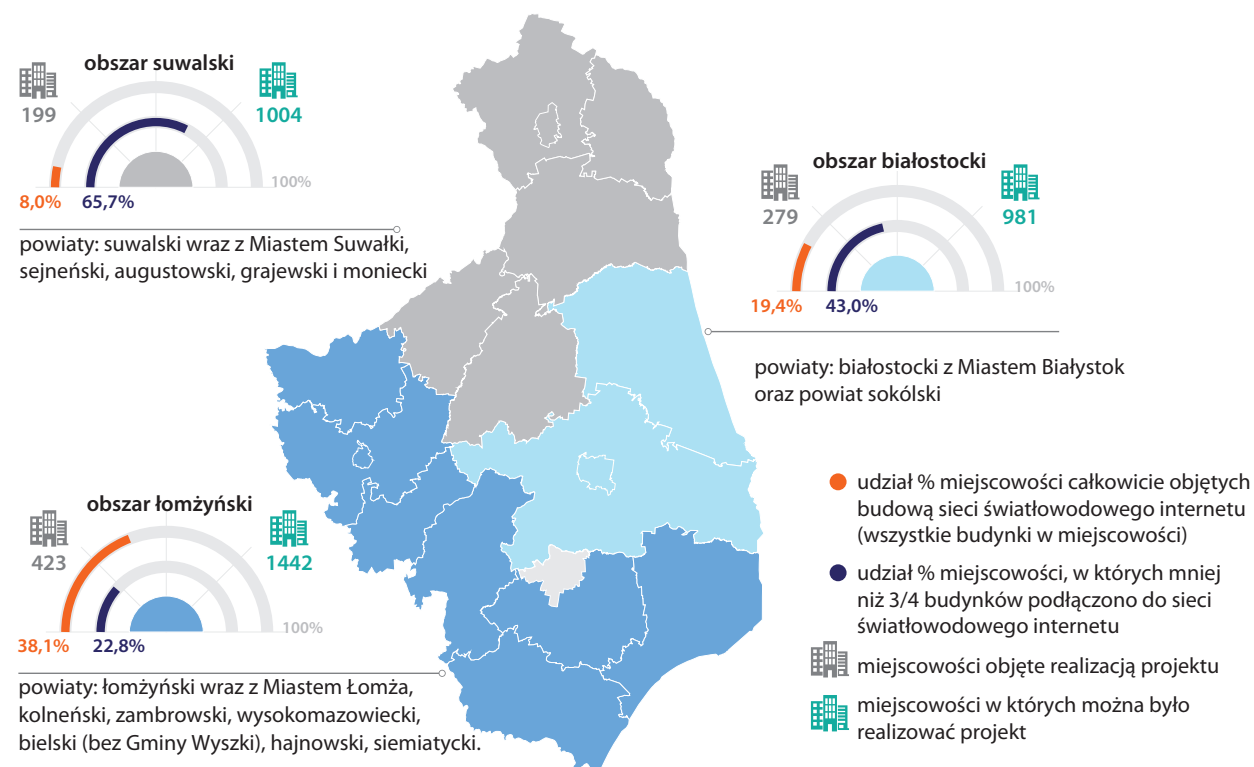 obszar suwalski
199
1004
100%
8,0%
65,7%
powiaty: suwalski wraz z Miastem Suwałki,
sejneński, augustowski, grajewski i moniecki
obszar białostocki
279
981
100%
19,4%
43,0%
powiaty: białostocki z Miastem Białystok
oraz powiat sokólski
obszar łomżyński
423
1442
100%
38,1%
22,8%
powiaty: łomżyński wraz z Miastem Łomża,
kolneński, zambrowski, wysokomazowiecki,
bielski (bez Gminy Wyszki), hajnowski, siemiatycki.
udział % miejscowości całkowicie objętych
budową sieci światłowodowego internetu
(wszystkie budynki w miejscowości)
udział % miejscowości, w których mniej
niż 3/4 budynków podłączono do sieci
światłowodowego internetu
miejscowości objęte realizacją projektu
miejscowości w których można było
realizować projekt